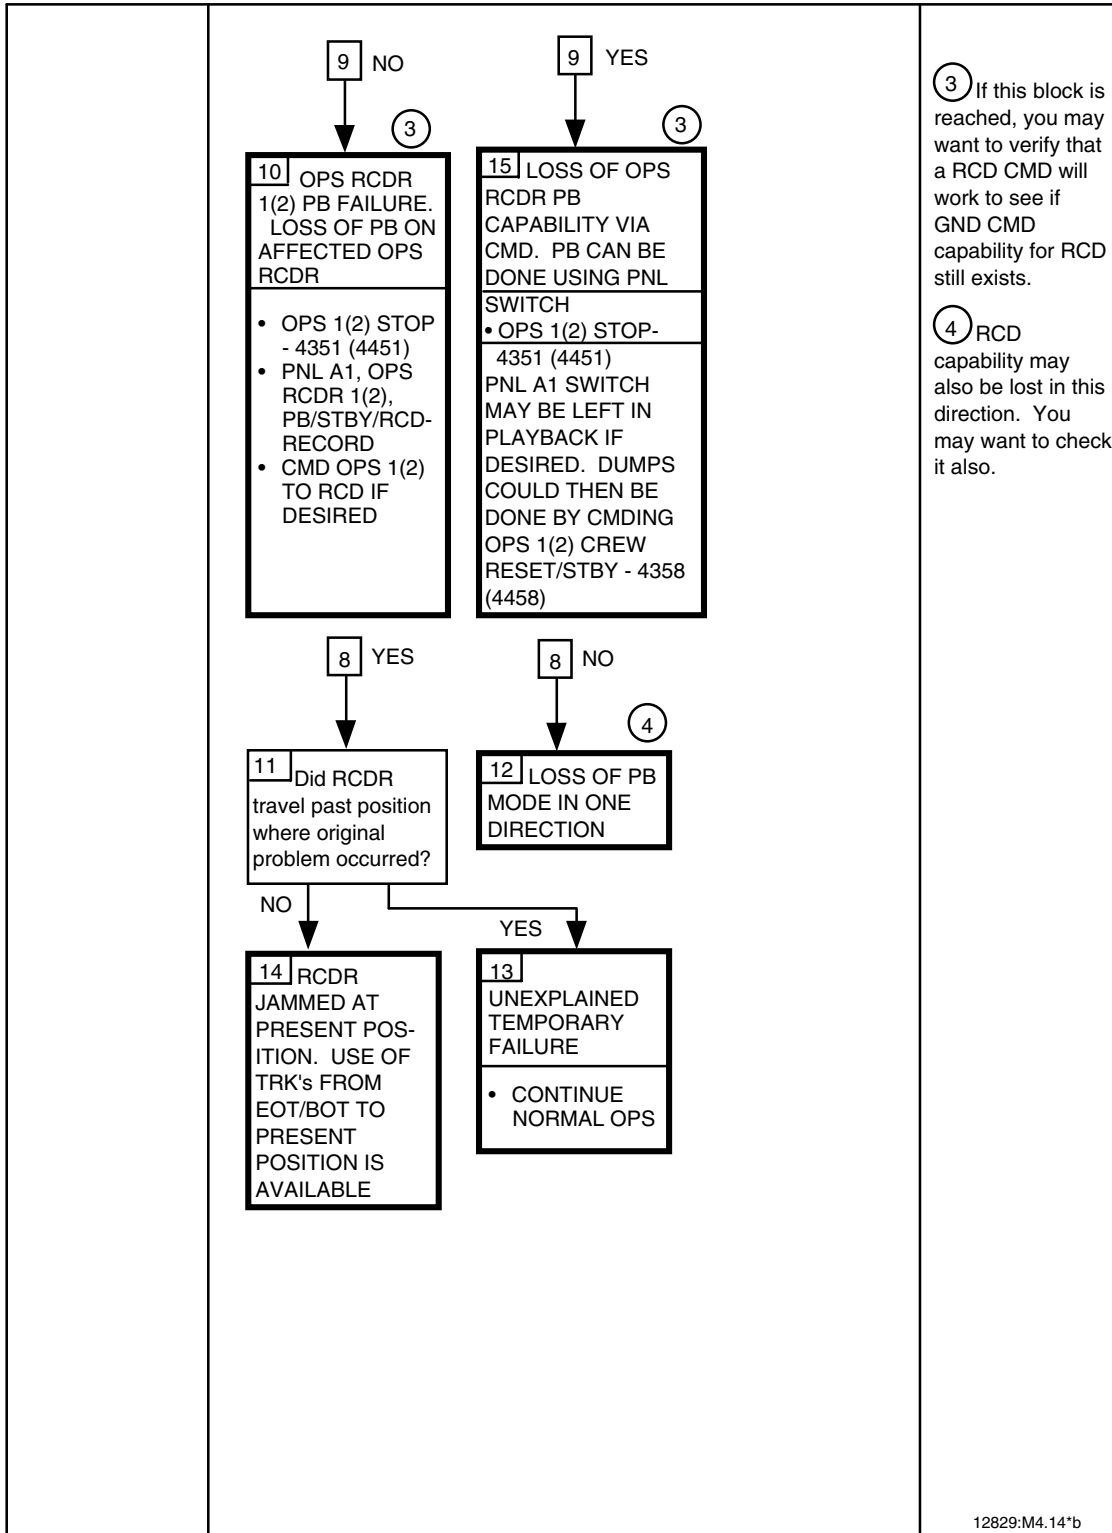 9 NO
3
10 OPS RCDR
1(2) PB FAILURE.
LOSS OF PB ON
AFFECTED OPS
RCDR
• OPS 1(2) STOP
- 4351 (4451)
• PNL A1, OPS
RCDR 1(2),
PB/STBY/RCD-
RECORD
• CMD OPS 1(2)
TO RCD IF
DESIRED
9 YES
3
15 LOSS OF OPS
RCDR PB
CAPABILITY VIA
CMD. PB CAN BE
DONE USING PNL
SWITCH
• OPS 1(2) STOP-
4351 (4451)
PNL A1 SWITCH
MAY BE LEFT IN
PLAYBACK IF
DESIRED. DUMPS
COULD THEN BE
DONE BY CMDING
OPS 1(2) CREW
RESET/STBY - 4358
(4458)
8 YES
11 Did RCDR
travel past position
where original
problem occurred?
8 NO
4
12 LOSS OF PB
MODE IN ONE
DIRECTION
NO
14 RCDR
JAMMED AT
PRESENT POS-
ITION. USE OF
TRK's FROM
EOT/BOT TO
PRESENT
POSITION IS
AVAILABLE
YES
13
UNEXPLAINED
TEMPORARY
FAILURE
• CONTINUE
NORMAL OPS
3 If this block is
reached, you may
want to verify that
a RCD CMD will
work to see if
GND CMD
capability for RCD
still exists.
4 RCD
capability may
also be lost in this
direction. You
may want to check
it also.
12829:M4.14*b